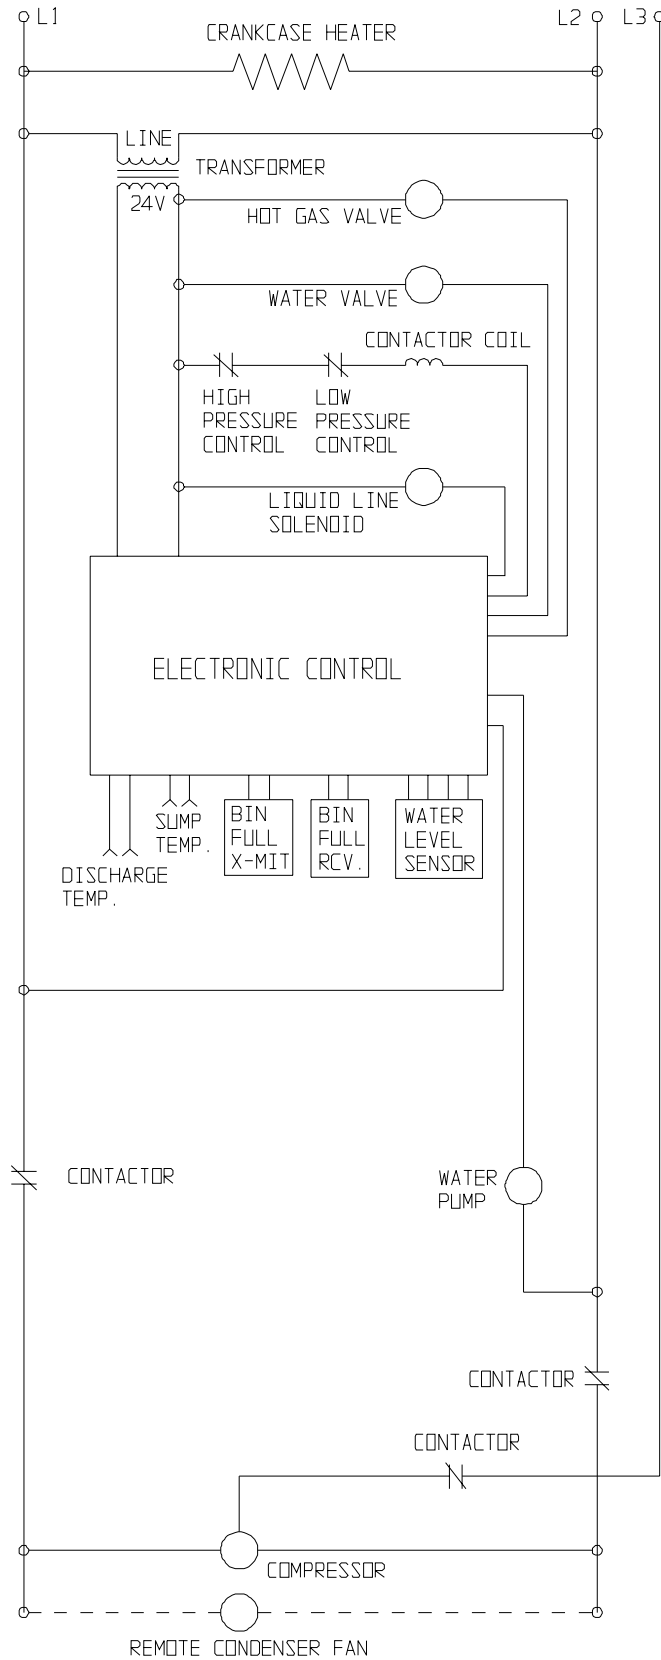 L1
L2
L3
CRANKCASE HEATER
LINE
TRANSFORMER
24V
HOT GAS VALVE
WATER VALVE
CONTACTOR COIL
HIGH
PRESSURE
CONTROL
LOW
PRESSURE
CONTROL
LIQUID LINE
SOLENOID
ELECTRONIC CONTROL
DISCHARGE
TEMP.
SUMP
TEMP.
BIN
FULL
X-MIT
BIN
FULL
RCV.
WATER
LEVEL
SENSOR
CONTACTOR
WATER
PUMP
CONTACTOR
CONTACTOR
COMPRESSOR
REMOTE CONDENSER FAN